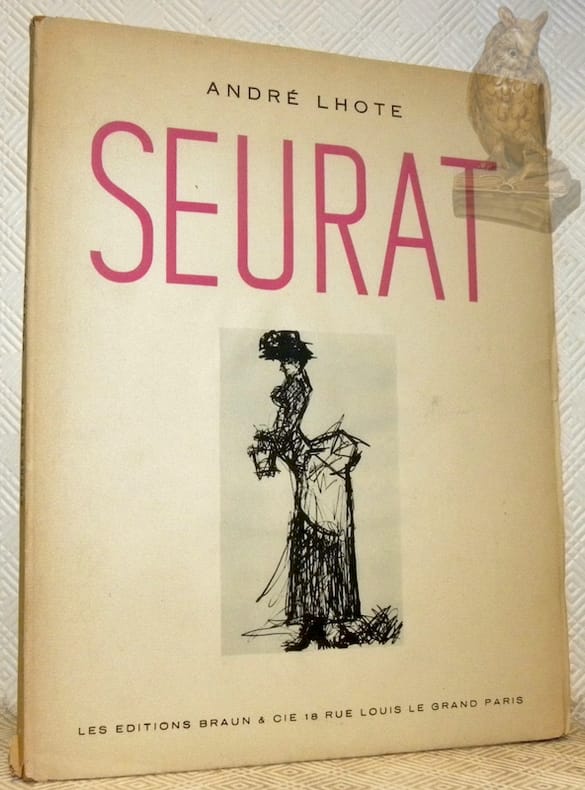 ANDRÉ LHOTE
SEURAT
LES EDITIONS BRAUN & CIE 18 RUE LOUIS LE GRAND PARIS